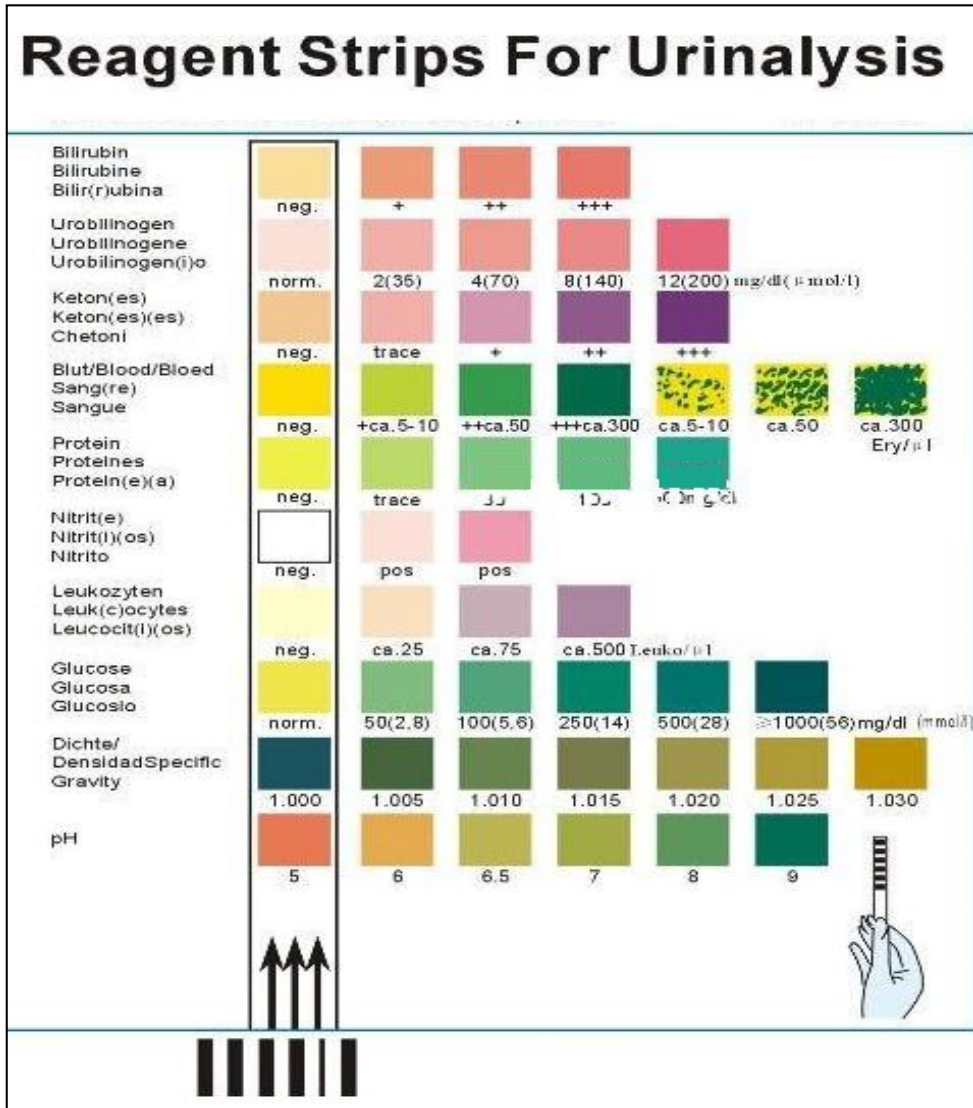 Reagent Strips For Urinalysis
Bilirubin
Bilirubine
Bilir(r)ubina
neg. + ++ +++
Urobilinogen
Urobilinogene
Urobilinogen(i)o
norm. 2(35) 4(70) 8(140) 12(200) mg/dl(μmol/l)
Keton(es)
Keton(es)(es)
Chetoni
neg. trace + ++ +++
Blut/Blood/Bloed
Sang(re)
Sangue
neg. +ca.5-10 ++ca.50 +++ca.300 ca.5-10 ca.50 ca.300
Ery/μl
Protein
Proteines
Protein(e)(a)
neg. trace
Nitrit(e)
Nitrit(i)(os)
Nitrito
neg. pos pos
Leukozyten
Leuk(c)ocytes
Leucocit(i)(os)
neg. ca.25 ca.75 ca.500 Leuko/μl
Glucose
Glucosa
Glucosio
norm. 50(2,8) 100(5,6) 250(14) 500(28) ≥1000(56)mg/dl (mmol/l)
Dichte/
DensidadSpecific
Gravity
1.000 1.005 1.010 1.015 1.020 1.025 1.030
pH
5 6 6.5 7 8 9